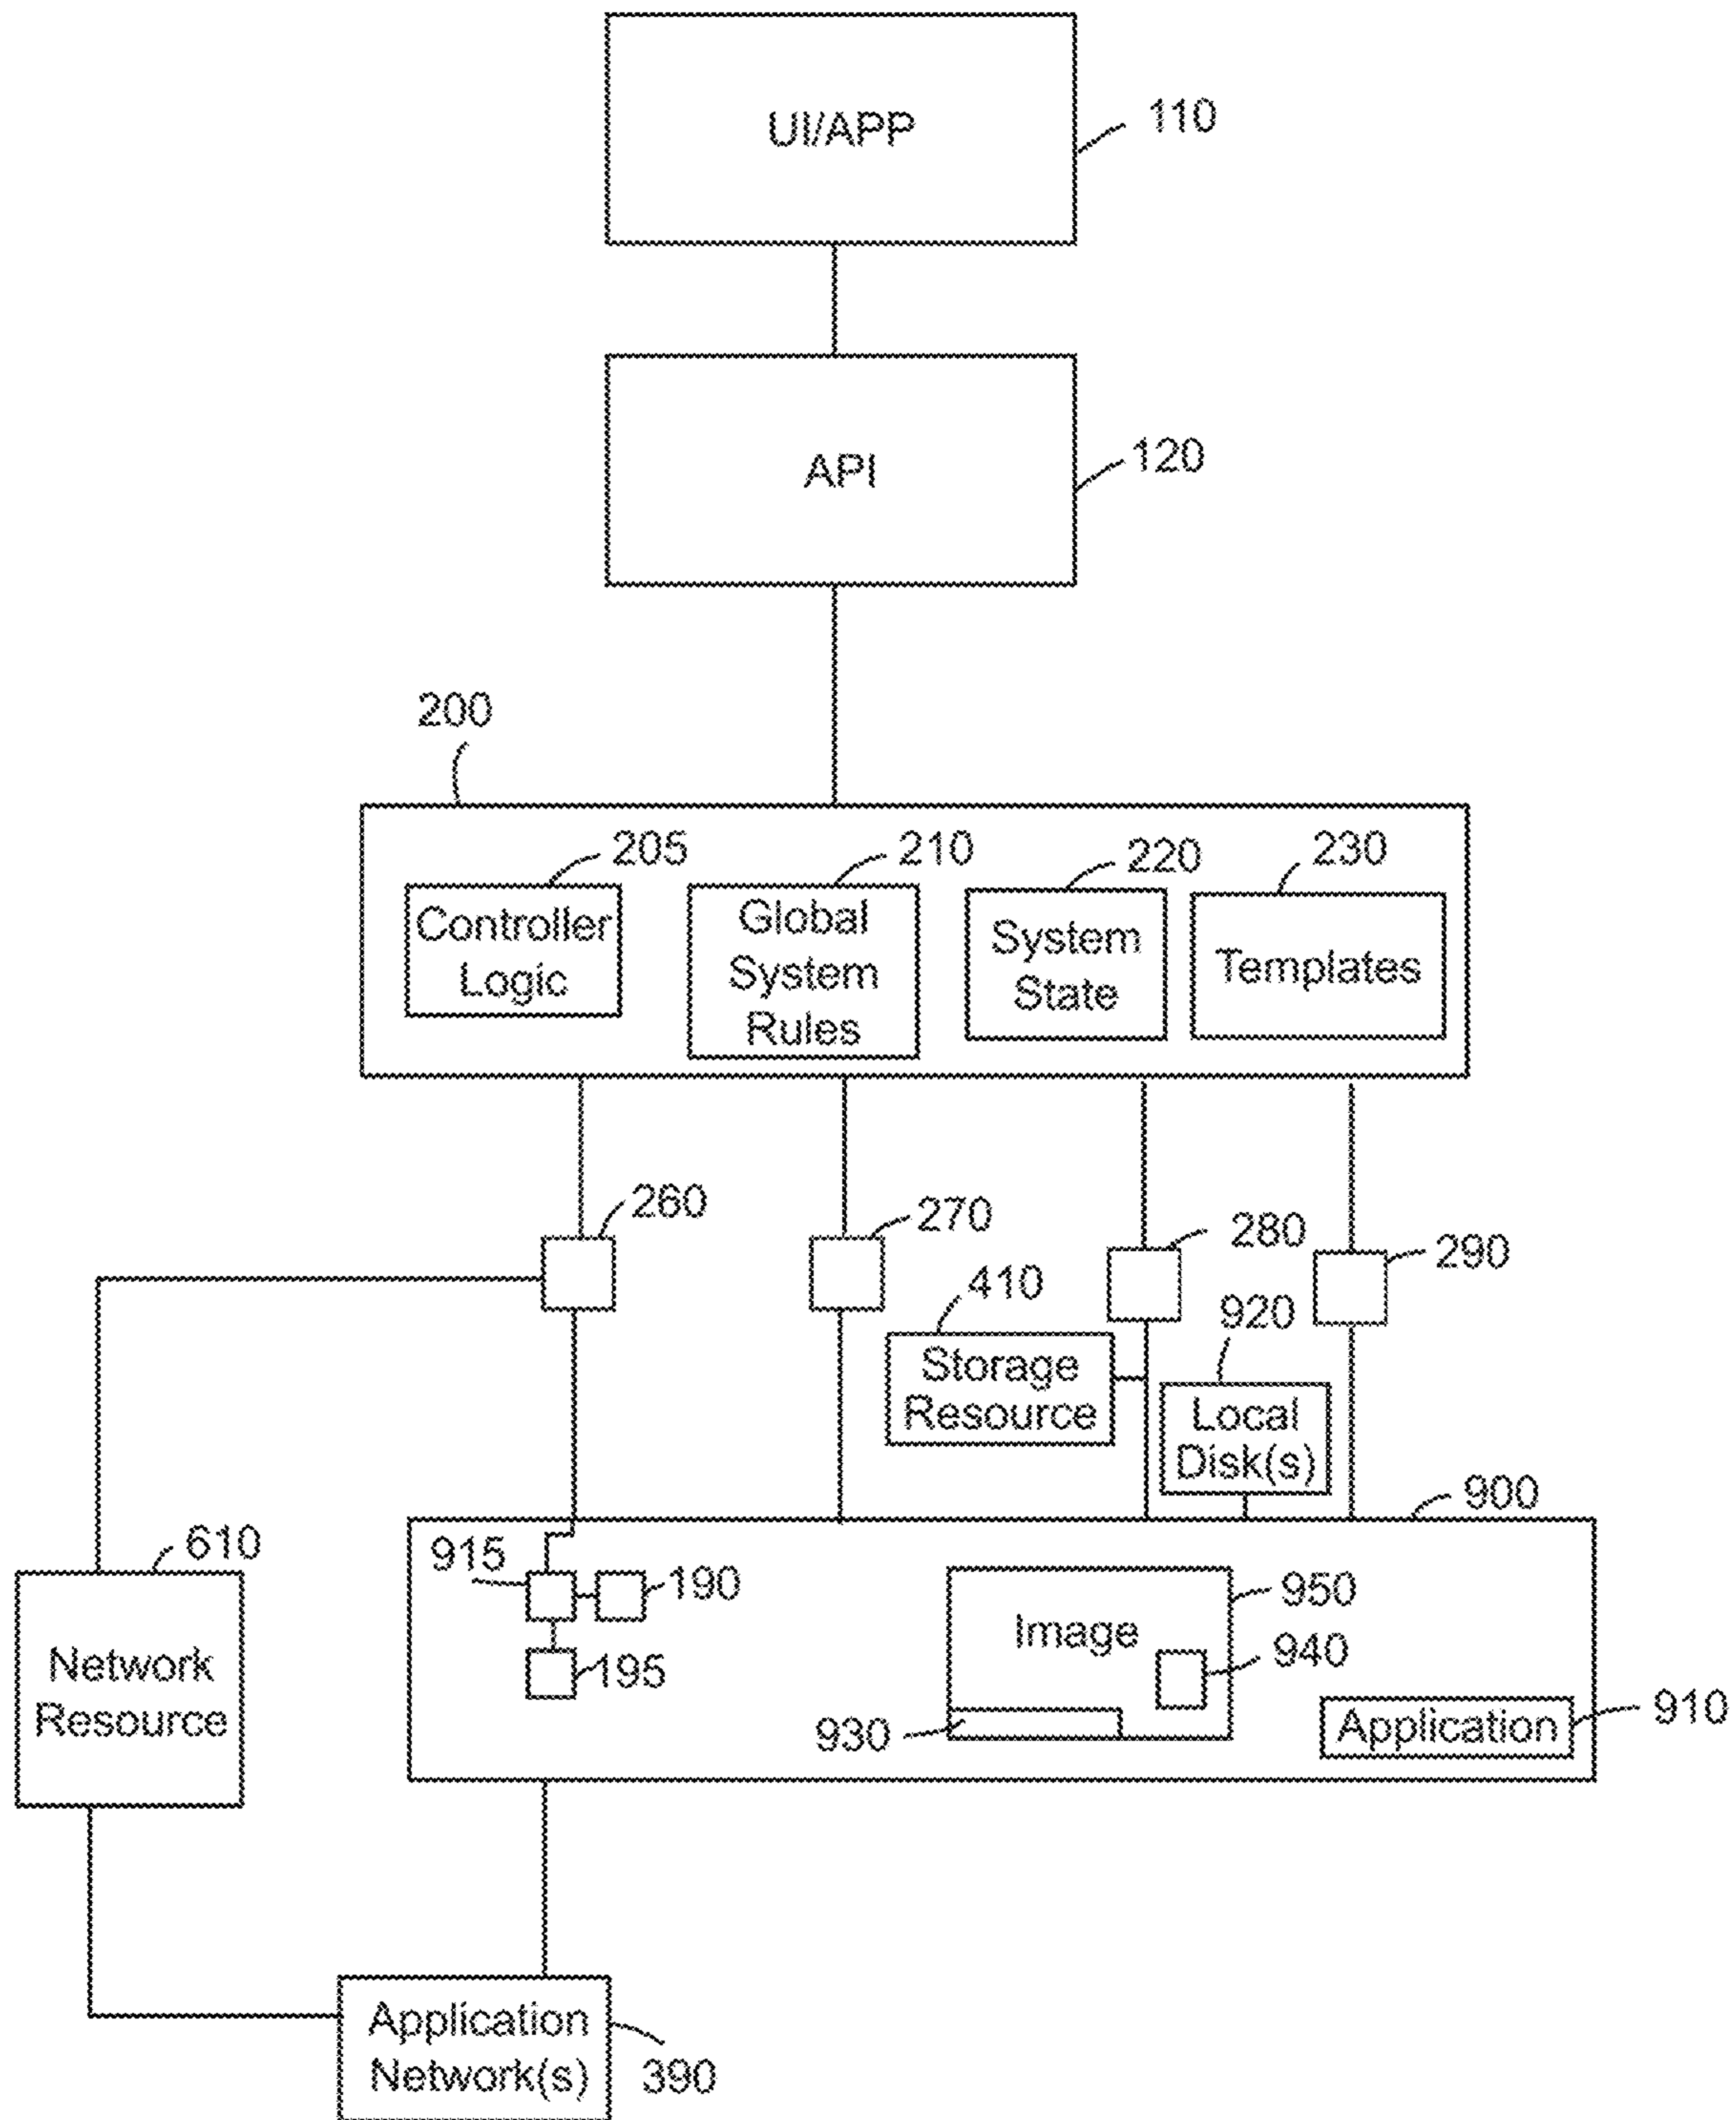 UI/APP
110
API
120
200
205
210
220
230
Controller
Logic
Global
System
Rules
System
State
Templates
260
270
280
290
410
920
Storage
Resource
Local
Disk(s)
900
610
915
190
950
Image
940
195
Network
Resource
930
Application
910
Application
Network(s)
390